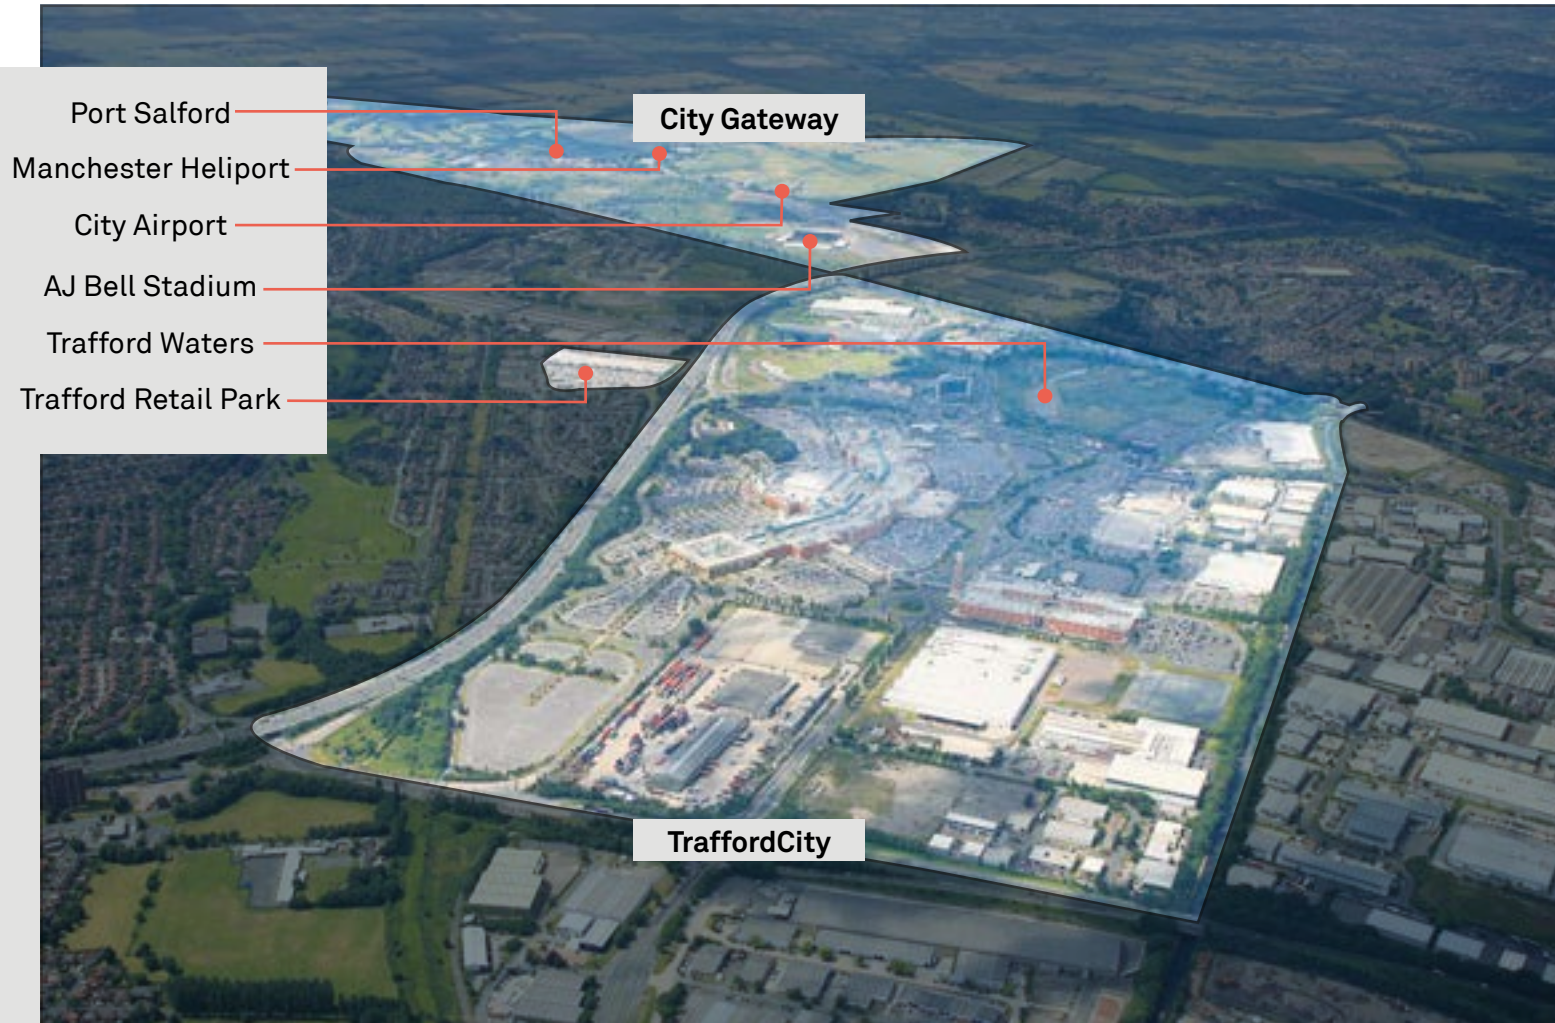 Port Salford
City Gateway
Manchester Heliport
City Airport
AJ Bell Stadium
Trafford Waters
Trafford Retail Park
TraffordCity